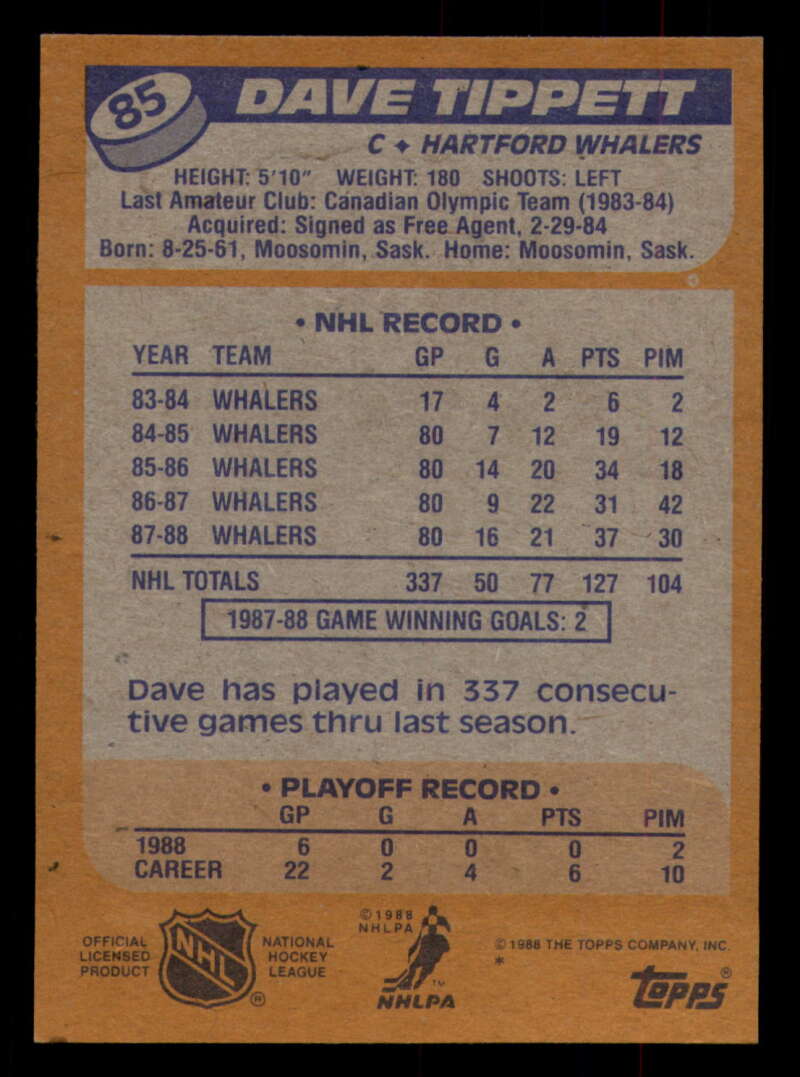 85
DAVE TIPPETT
C ✦ HARTFORD WHALERS
HEIGHT: 5'10" WEIGHT: 180 SHOOTS: LEFT
Last Amateur Club: Canadian Olympic Team (1983-84)
Acquired: Signed as Free Agent, 2-29-84
Born: 8-25-61, Moosomin, Sask. Home: Moosomin, Sask.
• NHL RECORD •
YEAR TEAM GP G A PTS PIM
83-84 WHALERS 17 4 2 6 2
84-85 WHALERS 80 7 12 19 12
85-86 WHALERS 80 14 20 34 18
86-87 WHALERS 80 9 22 31 42
87-88 WHALERS 80 16 21 37 30
NHL TOTALS 337 50 77 127 104
1987-88 GAME WINNING GOALS: 2
Dave has played in 337 consecu-
tive games thru last season.
• PLAYOFF RECORD •
GP G A PTS PIM
1988 6 0 0 0 2
CAREER 22 2 4 6 10
OFFICIAL
LICENSED
PRODUCT
NHL
®
NATIONAL
HOCKEY
LEAGUE
©1988
NHLPA
TM
NHLPA
© 1988 THE TOPPS COMPANY, INC.
*
TOPPS®